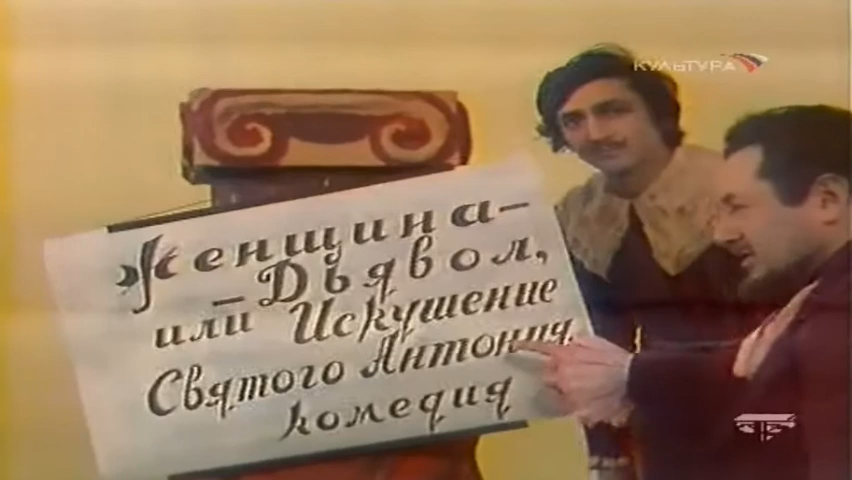 КУЛЬТУРА
Женщина-
-Дьявол,
или Искушение
Святого Антония
комедия